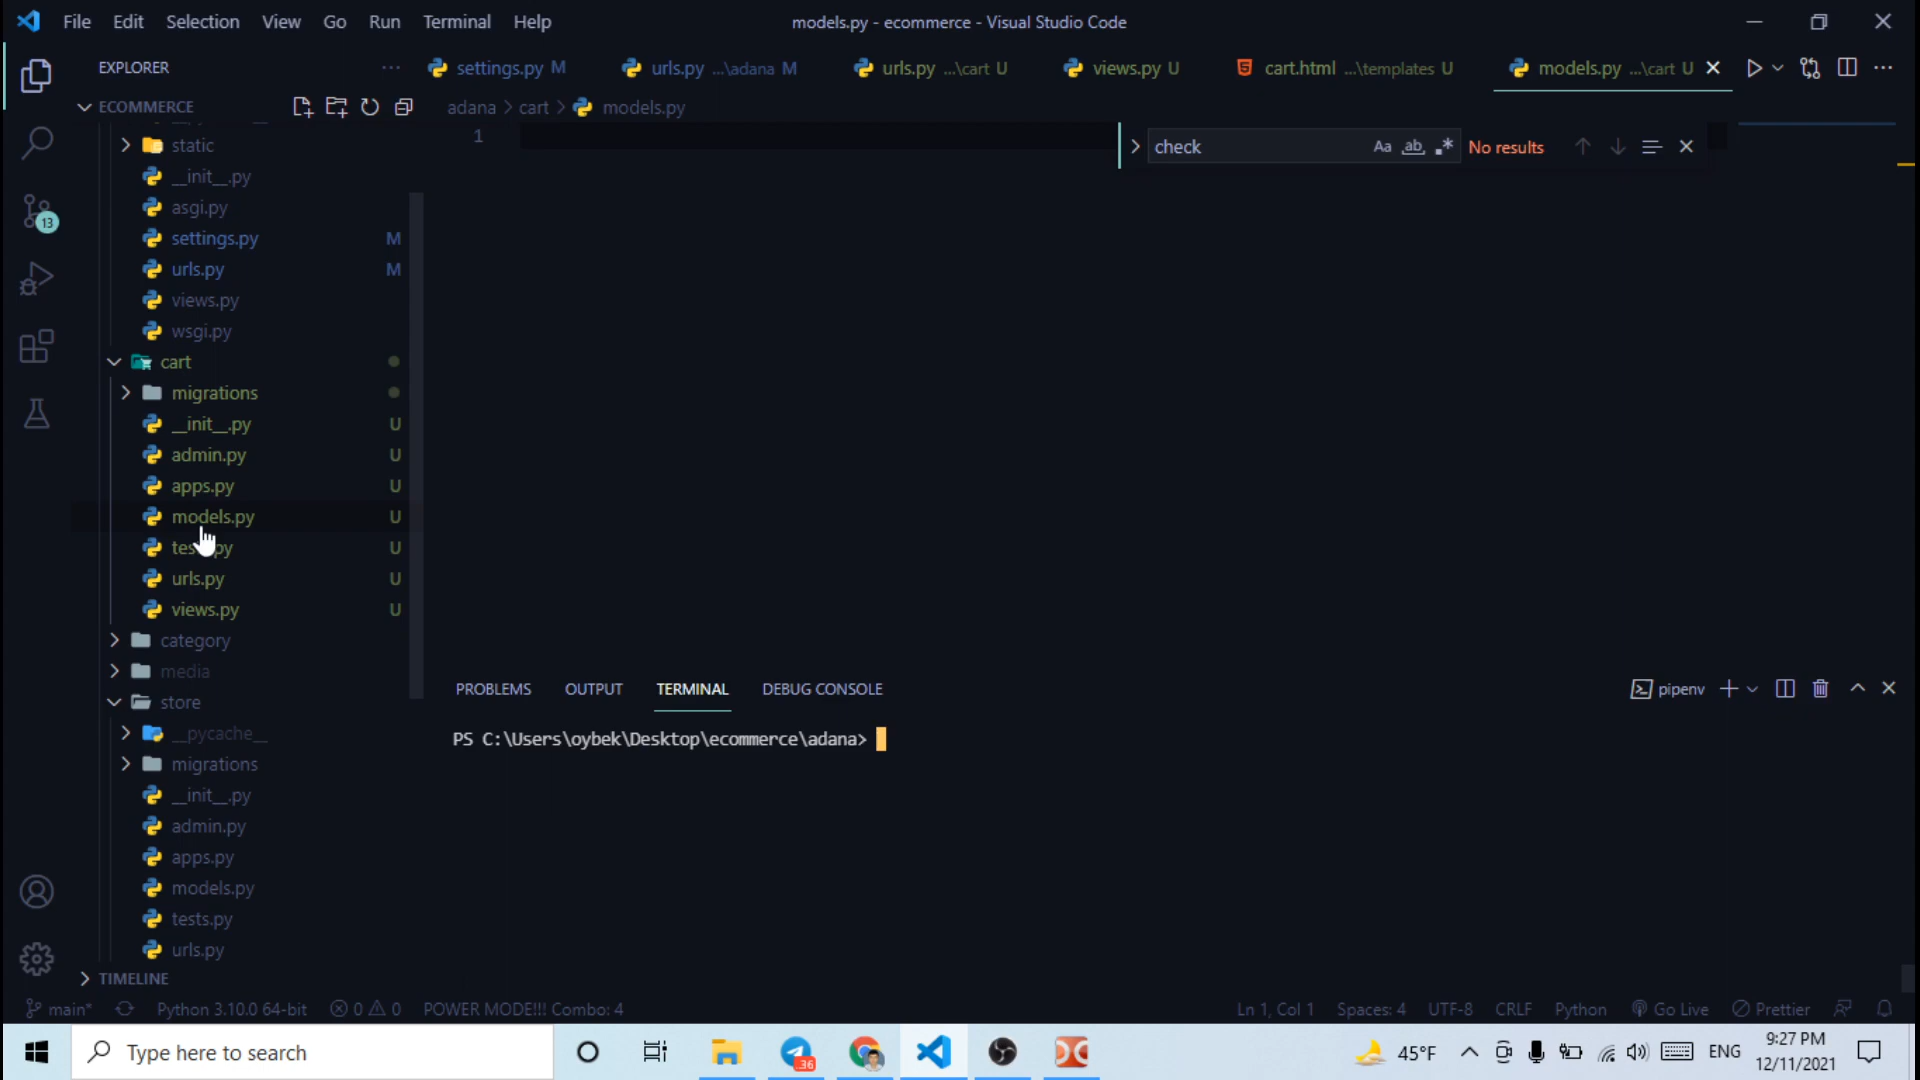 File Edit Selection View Go Run Terminal Help
models.py - ecommerce - Visual Studio Code
EXPLORER
settings.py M
urls.py ...\adana M
urls.py ...\cart U
views.py U
cart.html ...\templates U
models.py ...\cart U
ECOMMERCE
adana > cart > models.py
1
check
Aa ab
No results
static
__init__.py
asgi.py
settings.py M
urls.py M
views.py
wsgi.py
13
cart
migrations
__init__.py U
admin.py U
apps.py U
models.py U
U
urls.py U
views.py U
category
media
store
__pycache__
migrations
__init__.py
admin.py
apps.py
models.py
tests.py
urls.py
TIMELINE
PROBLEMS OUTPUT TERMINAL DEBUG CONSOLE
pipenv
PS C:\Users\oybek\Desktop\ecommerce\adana>
main* Python 3.10.0 64-bit 0 0 POWER MODE!!! Combo: 4
Ln 1, Col 1 Spaces: 4 UTF-8 CRLF Python Go Live Prettier
Type here to search
36
45°F
ENG
9:27 PM
12/11/2021